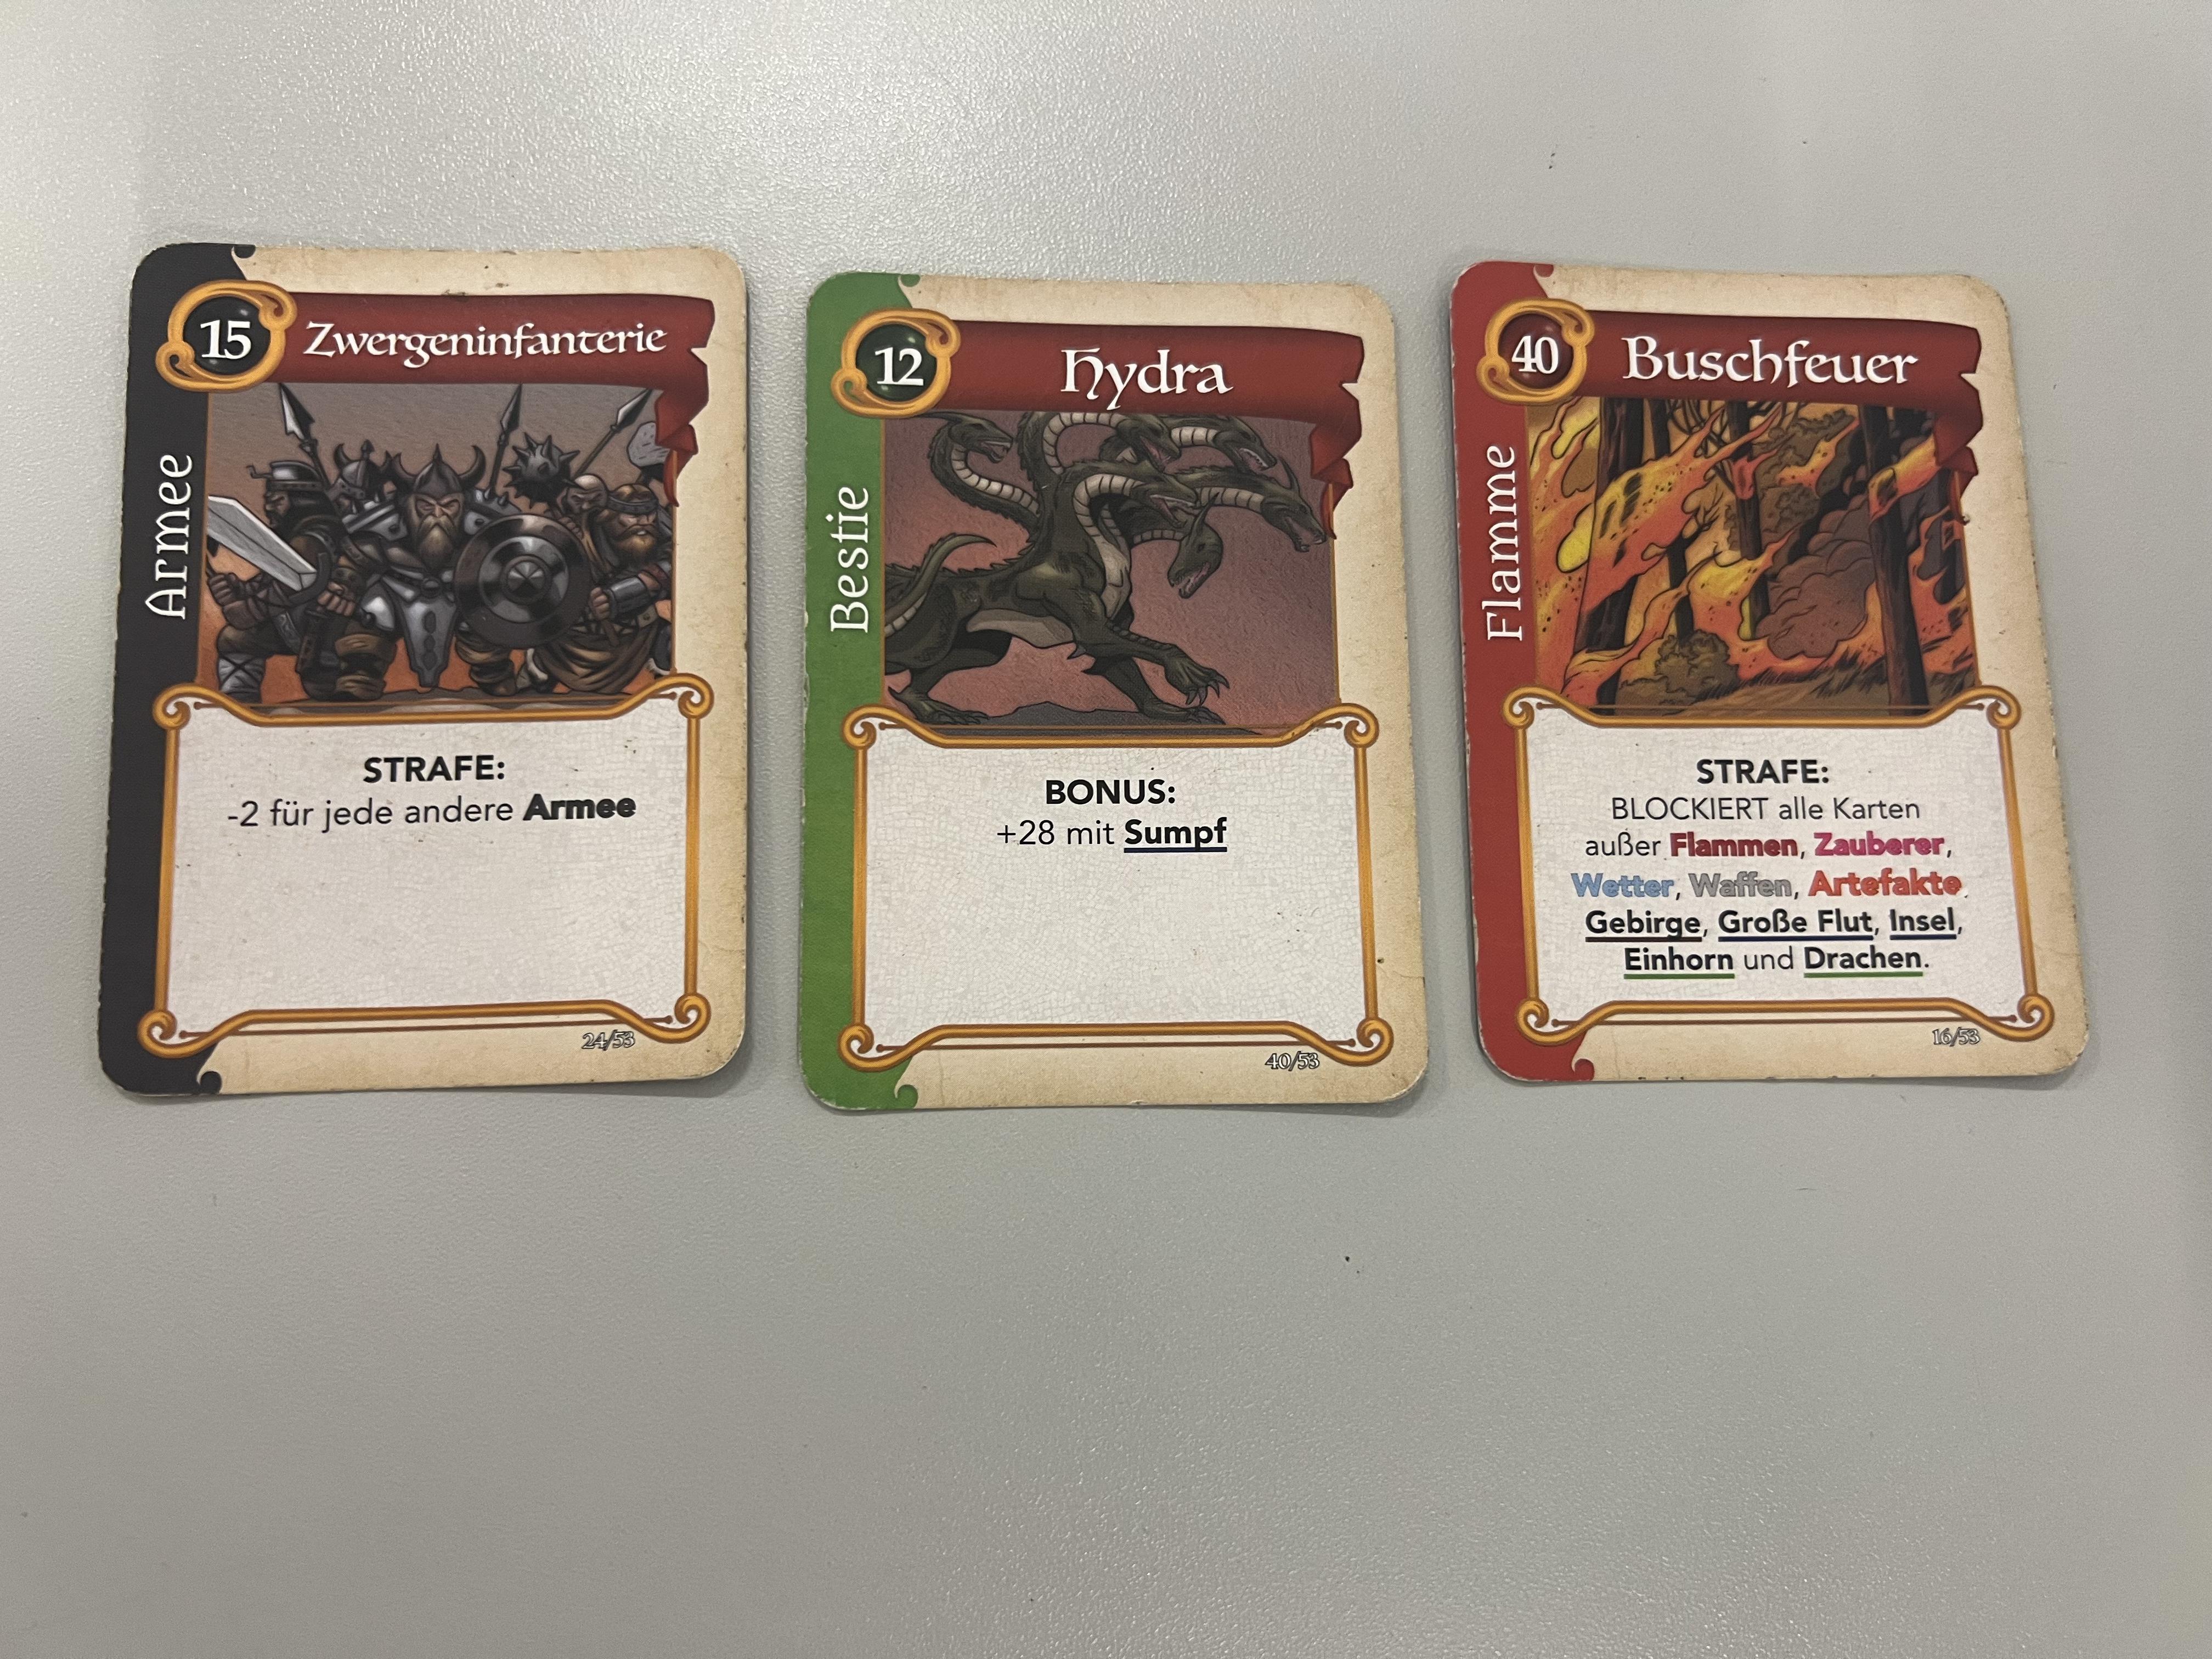 15
Zwergeninfanterie
Armee
STRAFE:
-2 für jede andere Armee
24/53
12
Hydra
Bestie
BONUS:
+28 mit Sumpf
40/53
40
Buschfeuer
Flamme
STRAFE:
BLOCKIERT alle Karten
außer Flammen, Zauberer,
Wetter, Waffen, Artefakte,
Gebirge, Große Flut, Insel,
Einhorn und Drachen.
16/53